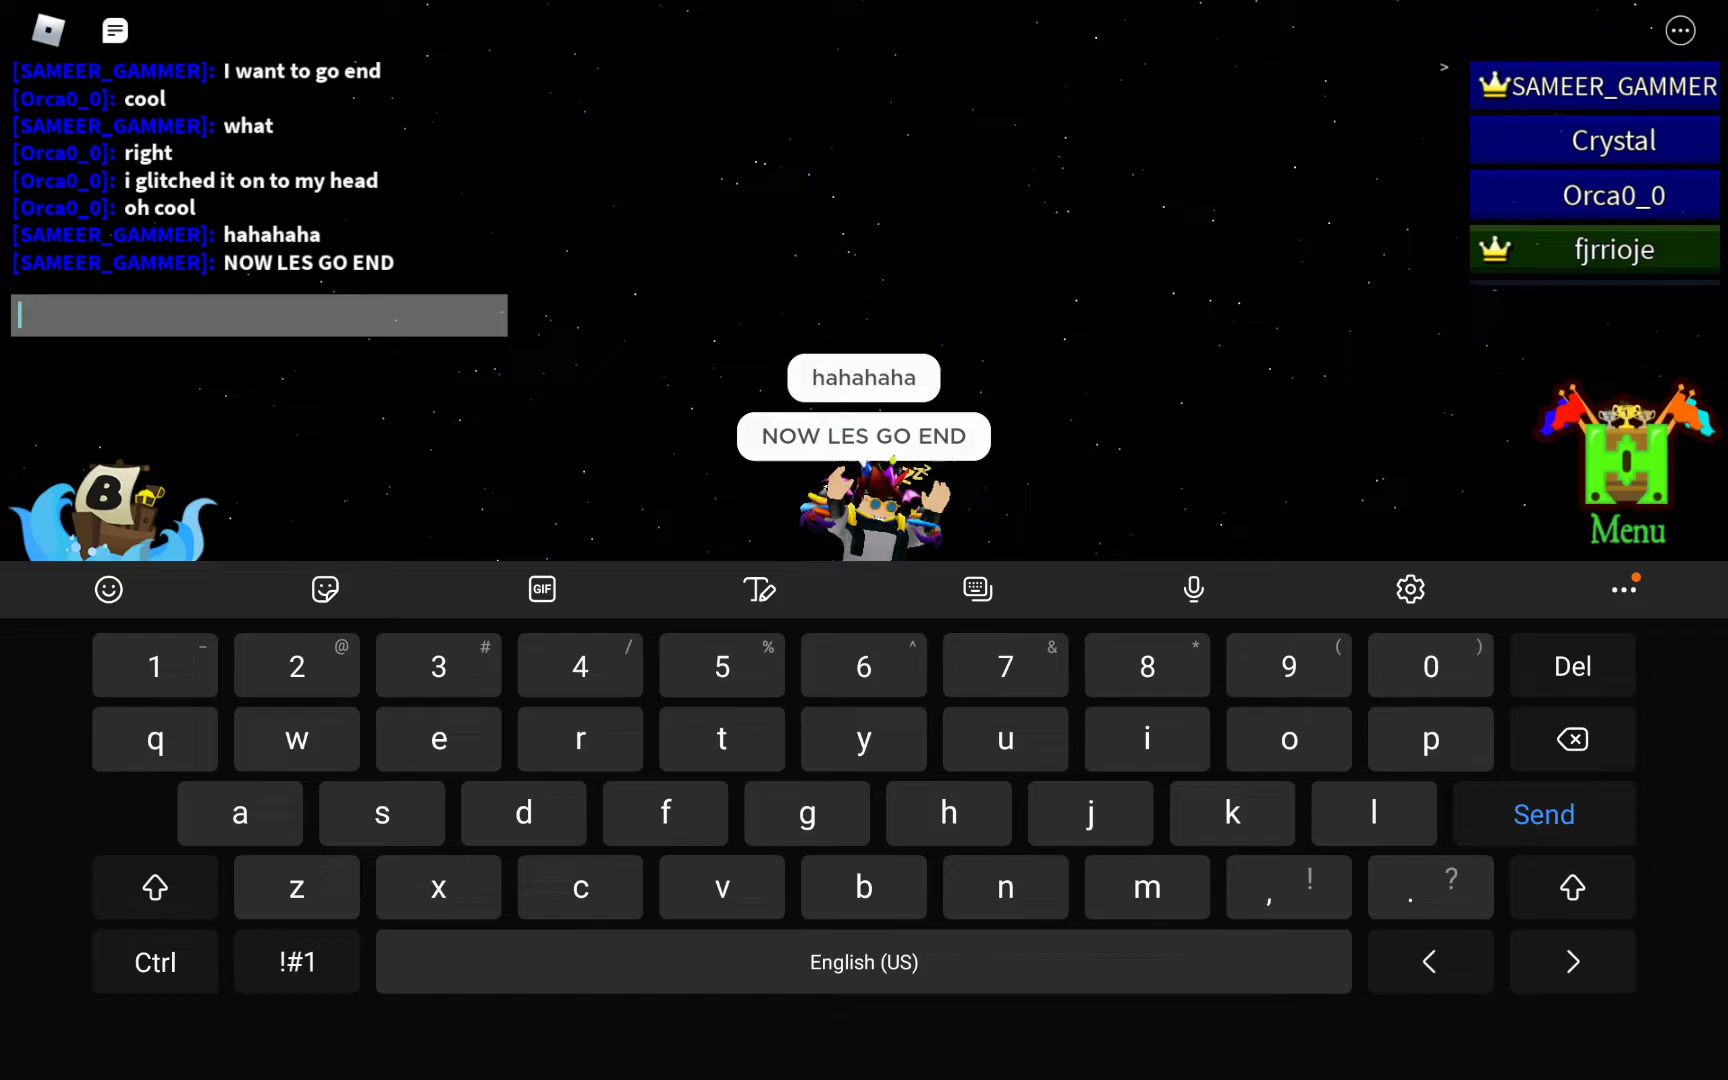 [SAMEER_GAMMER]: I want to go end
[Orca0_0]: cool
[SAMEER_GAMMER]: what
[Orca0_0]: right
[Orca0_0]: i glitched it on to my head
[Orca0_0]: oh cool
[SAMEER_GAMMER]: hahahaha
[SAMEER_GAMMER]: NOW LES GO END
>
SAMEER_GAMMER
Crystal
Orca0_0
fjrrioje
hahahaha
NOW LES GO END
zzz
B
Menu
GIF
1 - 2 @ 3 # 4 / 5 % 6 ^ 7 & 8 * 9 ( 0 ) Del
q w e r t y u i o p
a s d f g h j k l Send
z x c v b n m , ! . ?
Ctrl !#1 English (US) < >